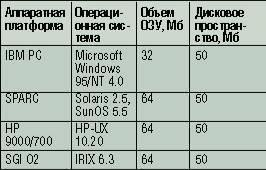 Аппаратная платформа Операци-онная сис-тема Объем ОЗУ, Мб Дисковое простран-ство, Мб
IBM PC Microsoft Windows 95/NT 4.0 32 50
SPARC Solaris 2.5, SunOS 5.5 64 50
HP 9000/700 HP-UX 10.20 64 50
SGI O2 IRIX 6.3 64 50